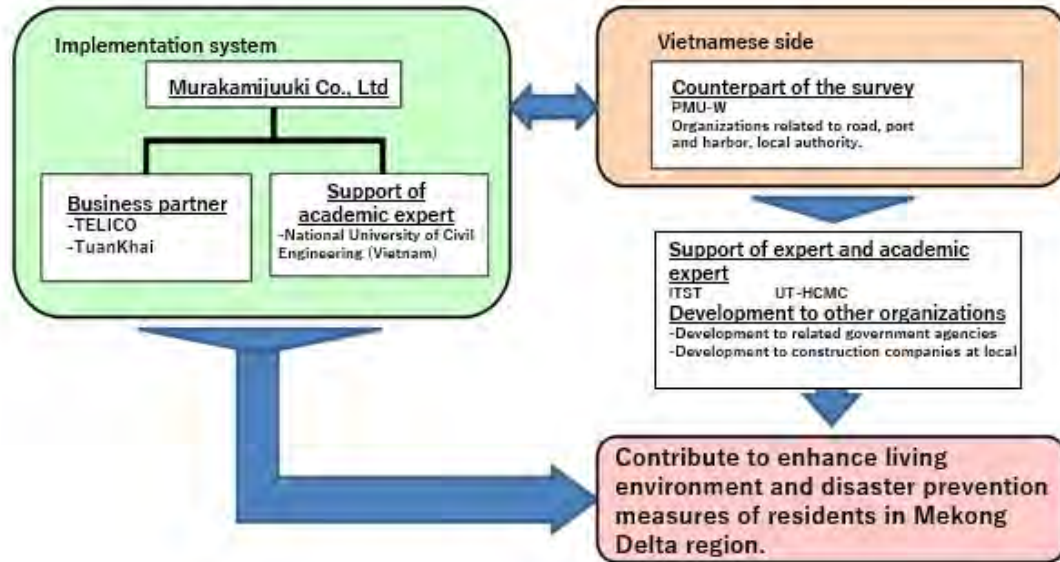 Implementation system
Murakamijuuki Co., Ltd
Business partner
-TELICO
-TuanKhai
Support of
academic expert
-National University of Civil
Engineering (Vietnam)
Vietnamese side
Counterpart of the survey
PMU-W
Organizations related to road, port
and harbor, local authority.
Support of expert and academic
expert
ITST UT-HCMC
Development to other organizations
-Development to related government agencies
-Development to construction companies at local
Contribute to enhance living
environment and disaster prevention
measures of residents in Mekong
Delta region.